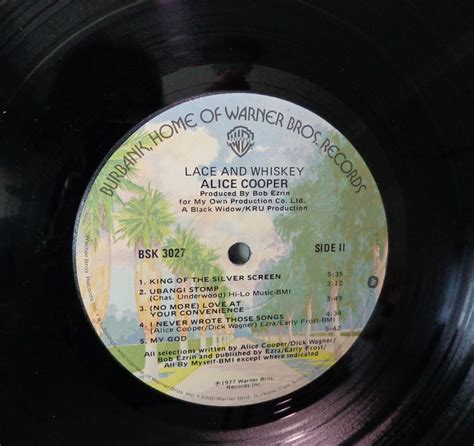 BURBANK, HOME OF WARNER BROS. RECORDS
LACE AND WHISKEY
ALICE COOPER
Produced By Bob Ezrin
for My Own Production Co. Ltd.
A Black Widow/KRU Production
BSK 3027
SIDE II
1. KING OF THE SILVER SCREEN 5:35
2. UBANGI STOMP 2:12
(Chas. Underwood) Hi-Lo Music-BMI
3. (NO MORE) LOVE AT
YOUR CONVENIENCE 3:49
4. I NEVER WROTE THOSE SONGS 4:34
(Alice Cooper/Dick Wagner) Ezra/Early Frost-BMI
5. MY GOD 5:42
All selections written by Alice Cooper/Dick Wagner/
Bob Ezrin and published by Ezra/Early Frost/
All By Myself-BMI except where indicated
℗1977 Warner Bros.
Records Inc.